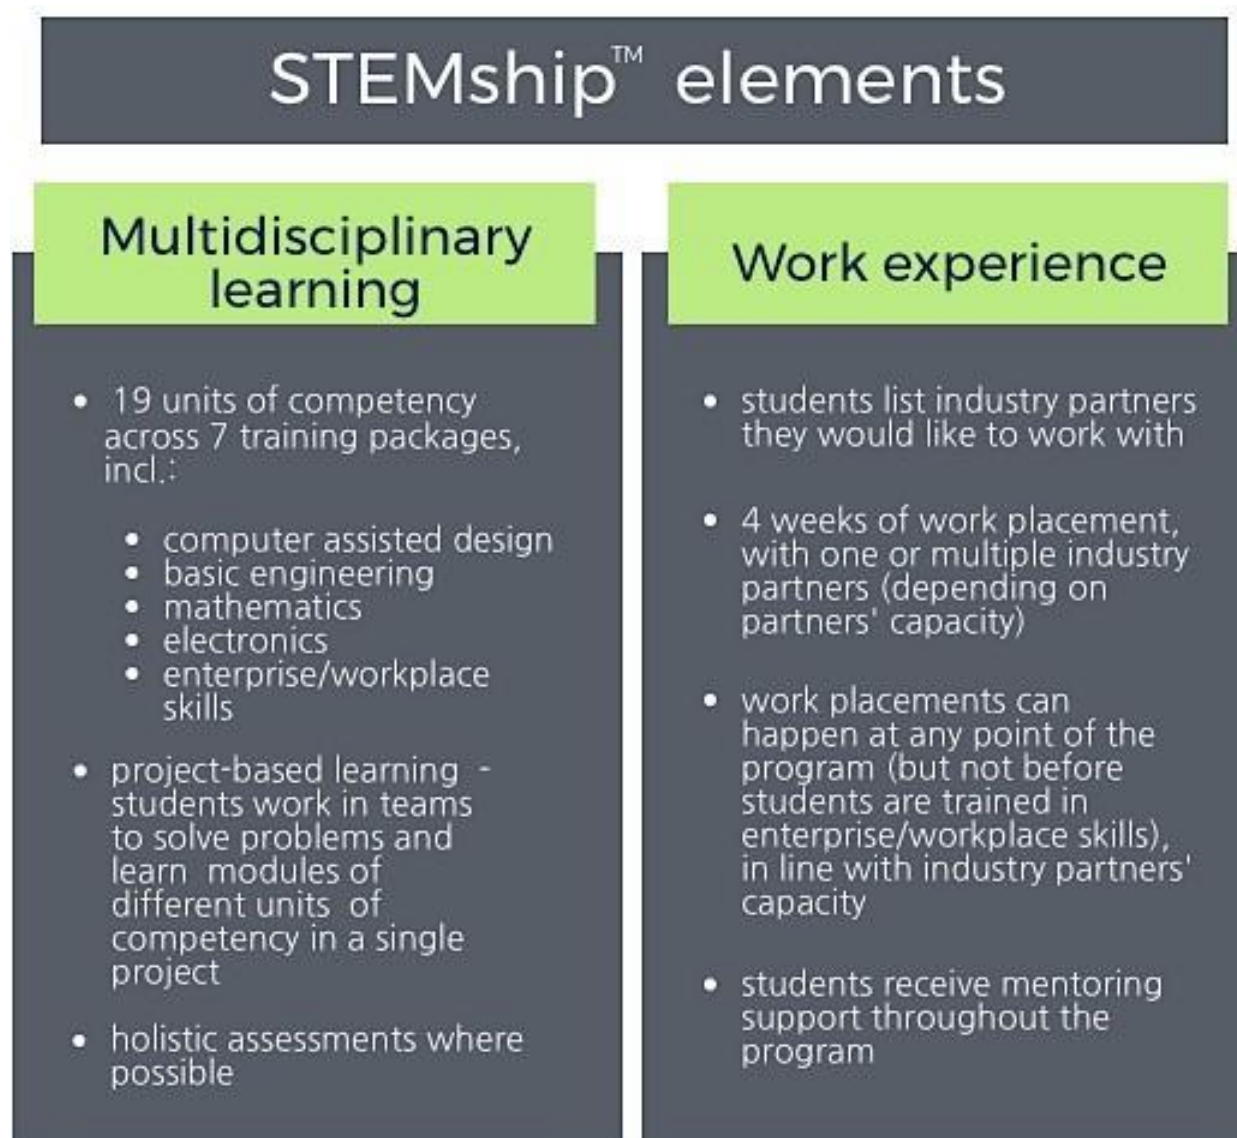 STEMship™ elements
Multidisciplinary
learning
• 19 units of competency
across 7 training packages,
incl.:
• computer assisted design
• basic engineering
• mathematics
• electronics
• enterprise/workplace
skills
• project-based learning -
students work in teams
to solve problems and
learn modules of
different units of
competency in a single
project
• holistic assessments where
possible
Work experience
• students list industry partners
they would like to work with
• 4 weeks of work placement,
with one or multiple industry
partners (depending on
partners' capacity)
• work placements can
happen at any point of the
program (but not before
students are trained in
enterprise/workplace skills),
in line with industry partners'
capacity
• students receive mentoring
support throughout the
program